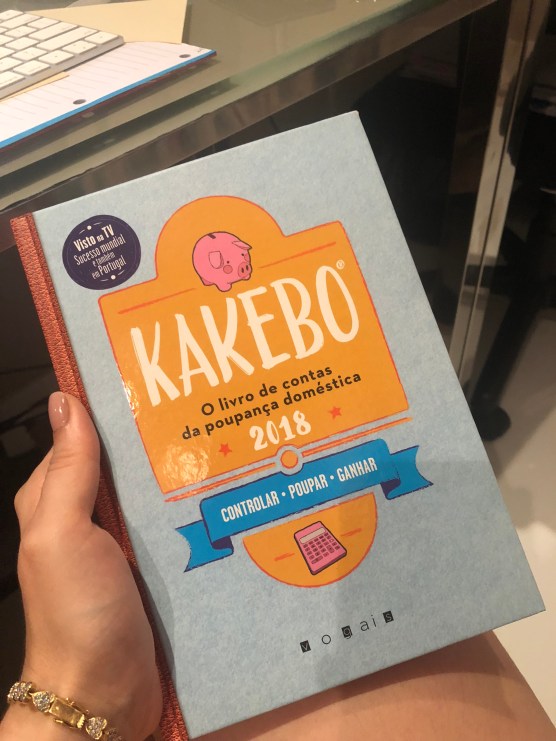 Visto na TV
Sucesso mundial
e também
em Portugal
KAKEBO®
O livro de contas
da poupança doméstica
2018
CONTROLAR • POUPAR • GANHAR
vogais